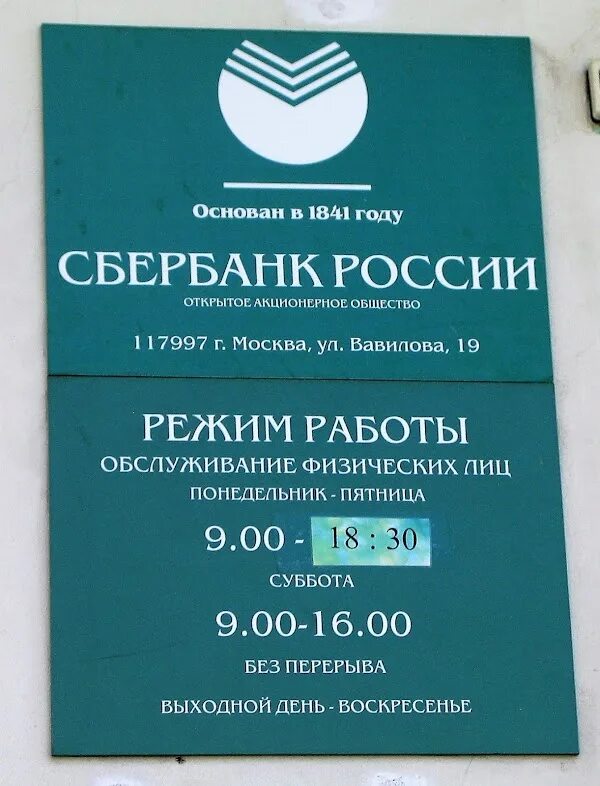 Основан в 1841 году
СБЕРБАНК РОССИИ
ОТКРЫТОЕ АКЦИОНЕРНОЕ ОБЩЕСТВО
117997 г. Москва, ул. Вавилова, 19
РЕЖИМ РАБОТЫ
ОБСЛУЖИВАНИЕ ФИЗИЧЕСКИХ ЛИЦ
ПОНЕДЕЛЬНИК - ПЯТНИЦА
9.00 - 18 : 30
СУББОТА
9.00-16.00
БЕЗ ПЕРЕРЫВА
ВЫХОДНОЙ ДЕНЬ - ВОСКРЕСЕНЬЕ